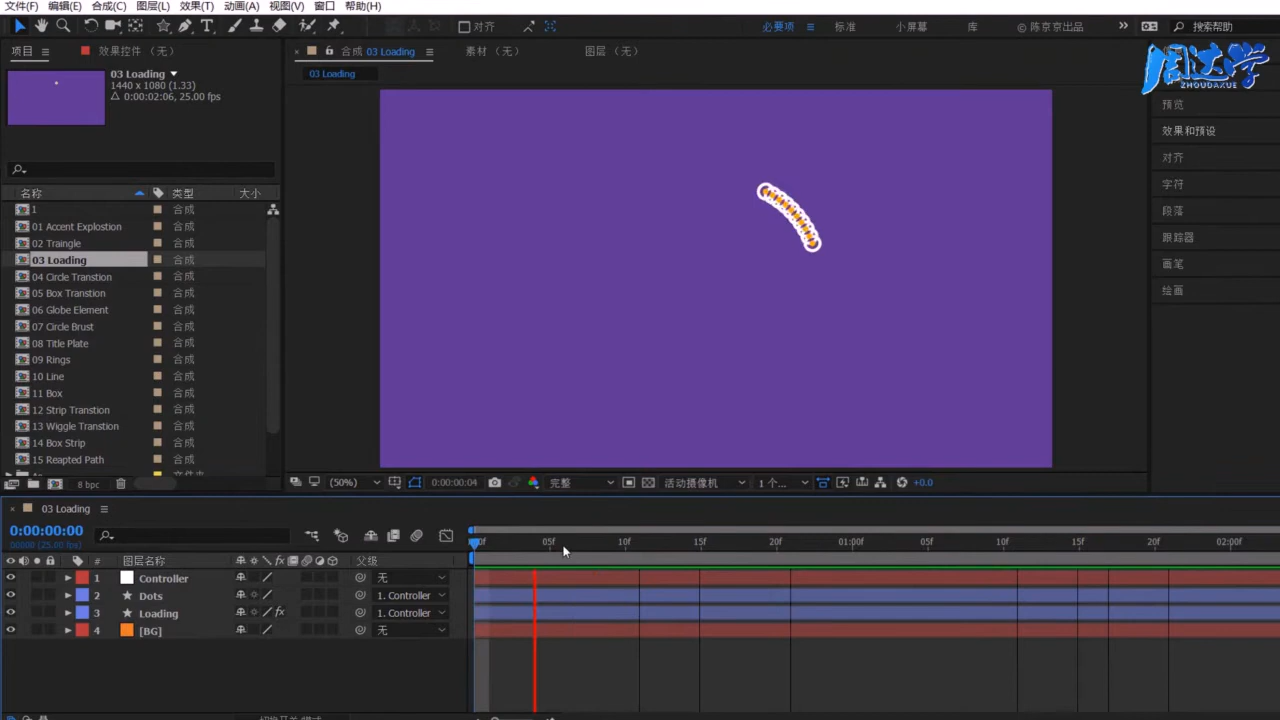 文件(F) 编辑(E) 合成(C) 图层(L) 效果(T) 动画(A) 视图(V) 窗口 帮助(H)
对齐 必要项 标准 小屏幕 库 © 陈京京出品 搜索帮助
项目 效果控件 (无) 合成 03 Loading 素材 (无) 图层 (无)
周达学
ZHOUDAXUE
03 Loading
1440 x 1080 (1.33)
Δ 0:00:02:06, 25.00 fps
03 Loading
预览
效果和预设
对齐
字符
段落
跟踪器
画笔
绘画
名称 类型 大小
1 合成
01 Accent Explostion 合成
02 Traingle 合成
03 Loading 合成
04 Circle Transtion 合成
05 Box Transtion 合成
06 Globe Element 合成
07 Circle Brust 合成
08 Title Plate 合成
09 Rings 合成
10 Line 合成
11 Box 合成
12 Strip Transtion 合成
13 Wiggle Transtion 合成
14 Box Strip 合成
15 Reapted Path 合成
8 bpc
(50%) 0:00:00:04 完整 活动摄像机 1 个... +0.0
03 Loading
0:00:00:00
00000 (25.00 fps)
05f 10f 15f 20f 01:00f 05f 10f 15f 20f 02:00f
# 图层名称 fx 父级
1 Controller 无
2 Dots 1. Controller
3 Loading fx 1. Controller
4 [BG] 无